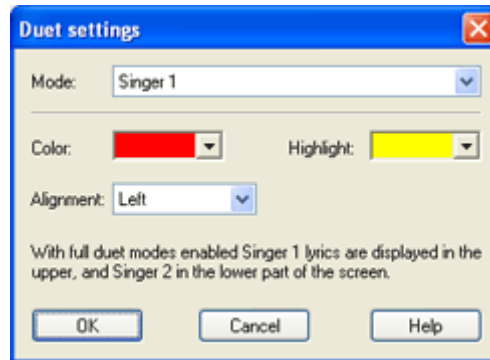 Duet settings
Mode: Singer 1
Color: Highlight:
Alignment: Left
With full duet modes enabled Singer 1 lyrics are displayed in the
upper, and Singer 2 in the lower part of the screen.
OK Cancel Help